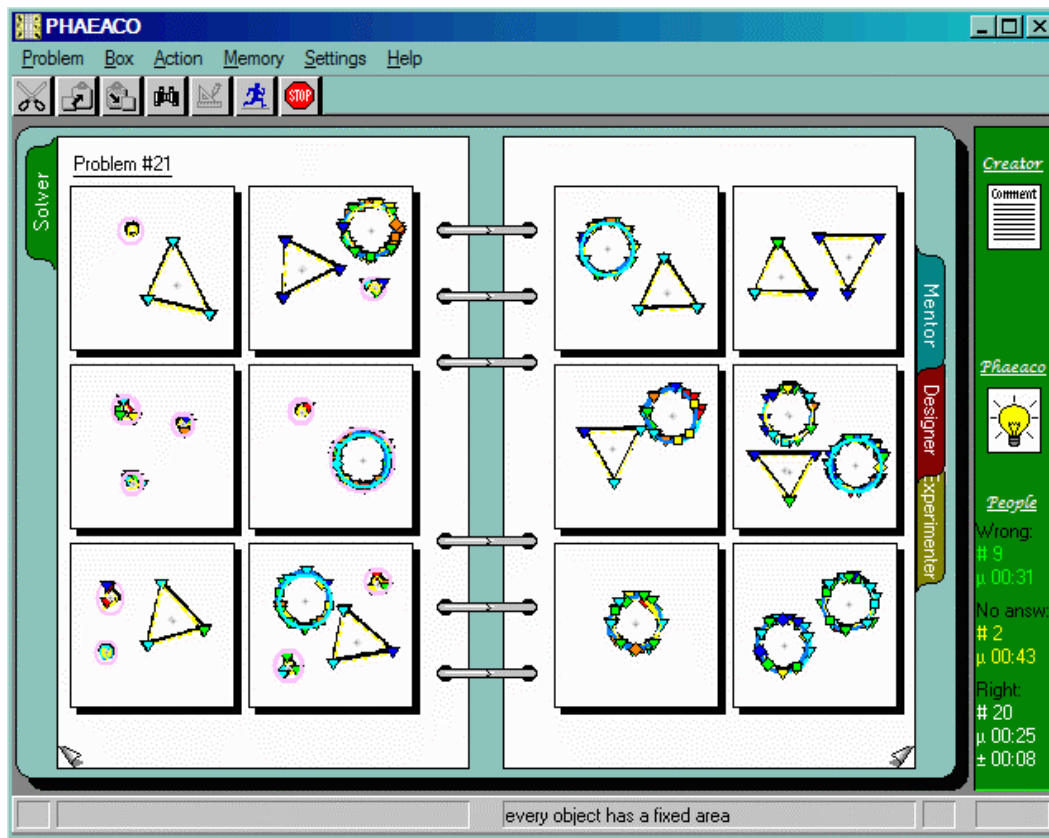 PHAEACO
Problem Box Action Memory Settings Help
STOP
Solver
Problem #21
Mentor
Designer
Experimenter
Creator
Comment
Phaeaco
People
Wrong:
# 9
µ 00:31
No answ:
# 2
µ 00:43
Right:
# 20
µ 00:25
± 00:08
every object has a fixed area